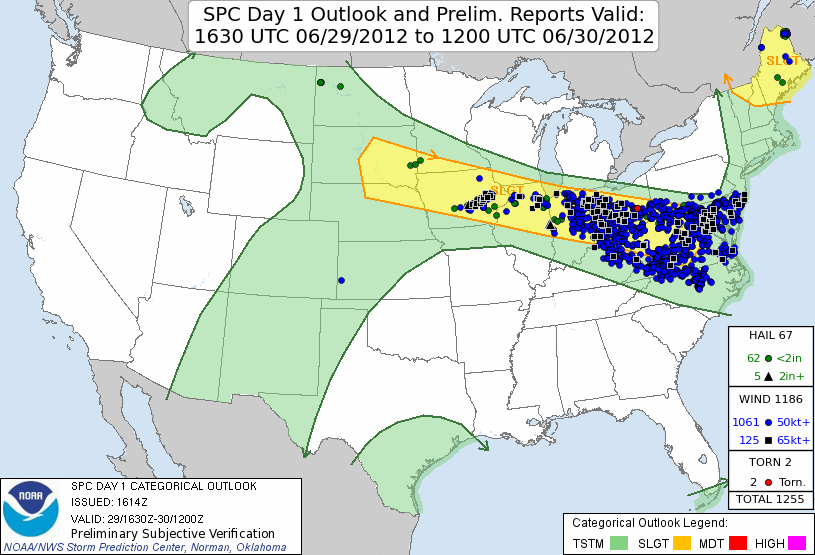 SPC Day 1 Outlook and Prelim. Reports Valid:
1630 UTC 06/29/2012 to 1200 UTC 06/30/2012
SLGT
SLGT
HAIL 67
62 <2in
5 2in+
WIND 1186
1061 50kt+
125 65kt+
TORN 2
2 Torn.
TOTAL 1255
NOAA
SPC DAY 1 CATEGORICAL OUTLOOK
ISSUED: 1614Z
VALID: 29/1630Z-30/1200Z
Preliminary Subjective Verification
NOAA/NWS Storm Prediction Center, Norman, Oklahoma
Categorical Outlook Legend:
TSTM SLGT MDT HIGH